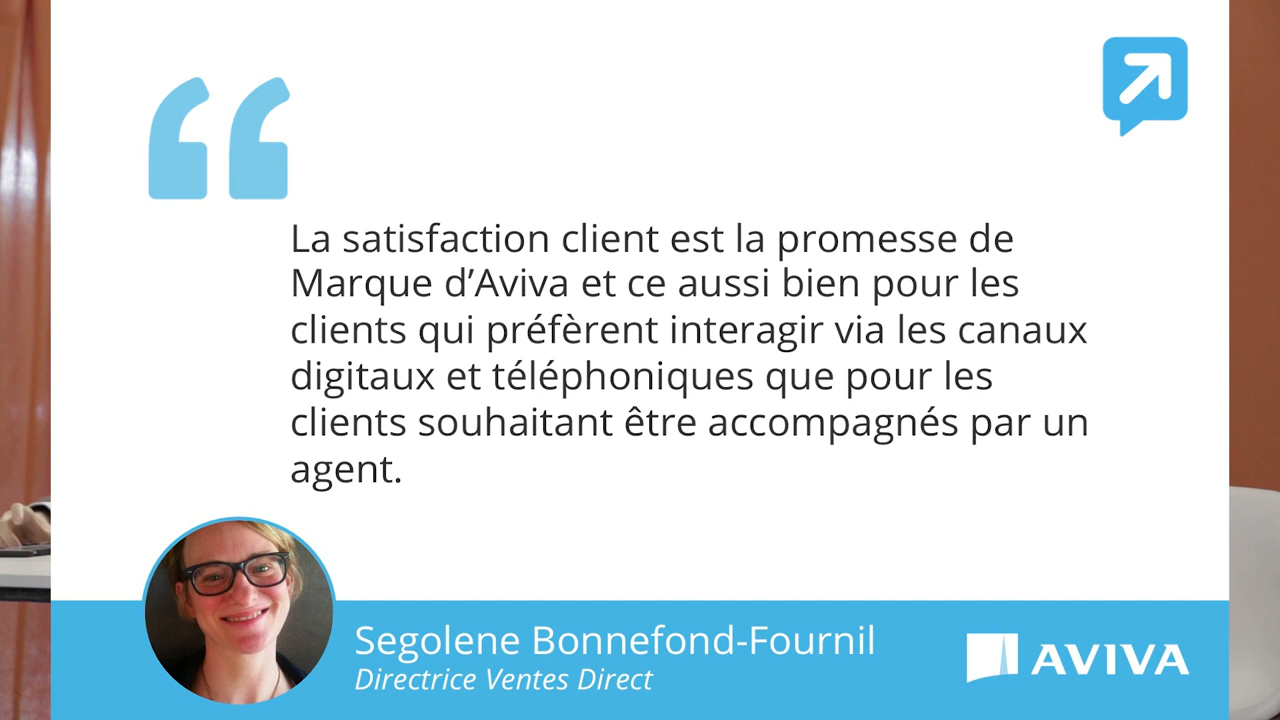 La satisfaction client est la promesse de
Marque d’Aviva et ce aussi bien pour les
clients qui préfèrent interagir via les canaux
digitaux et téléphoniques que pour les
clients souhaitant être accompagnés par un
agent.
Segolene Bonnefond-Fournil
Directrice Ventes Direct
AVIVA